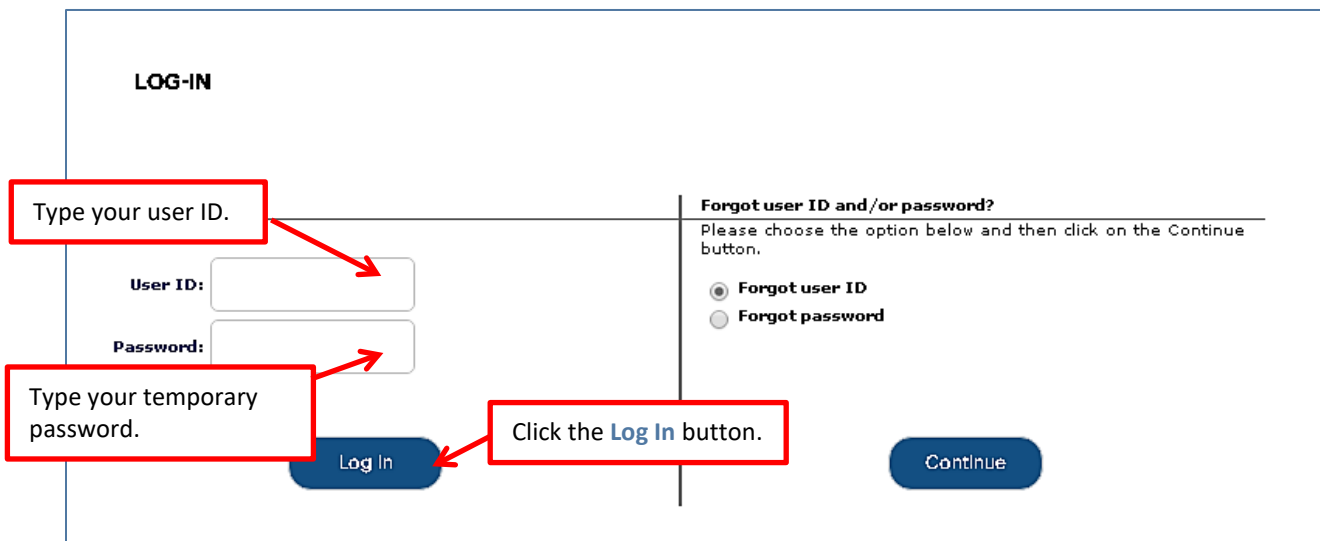 LOG-IN
Type your user ID.
User ID:
Password:
Type your temporary
password.
Log In
Click the Log In button.
Forgot user ID and/or password?
Please choose the option below and then click on the Continue
button.
Forgot user ID
Forgot password
Continue